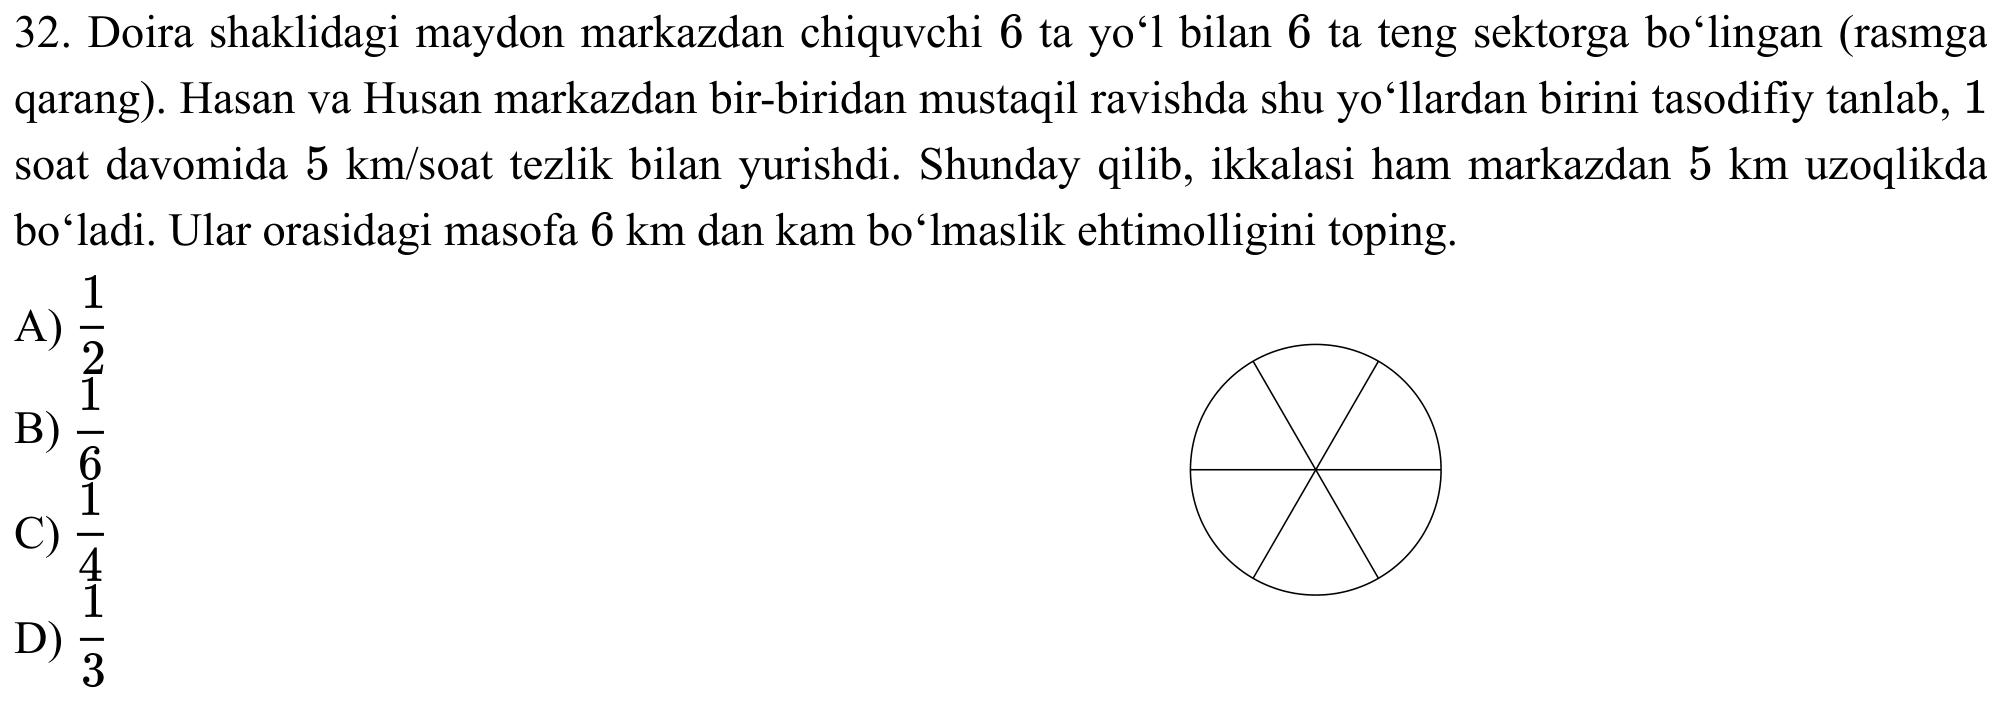 32. Doira shaklidagi maydon markazdan chiquvchi 6 ta yo‘l bilan 6 ta teng sektorga bo‘lingan (rasmga
qarang). Hasan va Husan markazdan bir-biridan mustaqil ravishda shu yo‘llardan birini tasodifiy tanlab, 1
soat davomida 5 km/soat tezlik bilan yurishdi. Shunday qilib, ikkalasi ham markazdan 5 km uzoqlikda
bo‘ladi. Ular orasidagi masofa 6 km dan kam bo‘lmaslik ehtimolligini toping.
A) 1/2
B) 1/6
C) 1/4
D) 1/3